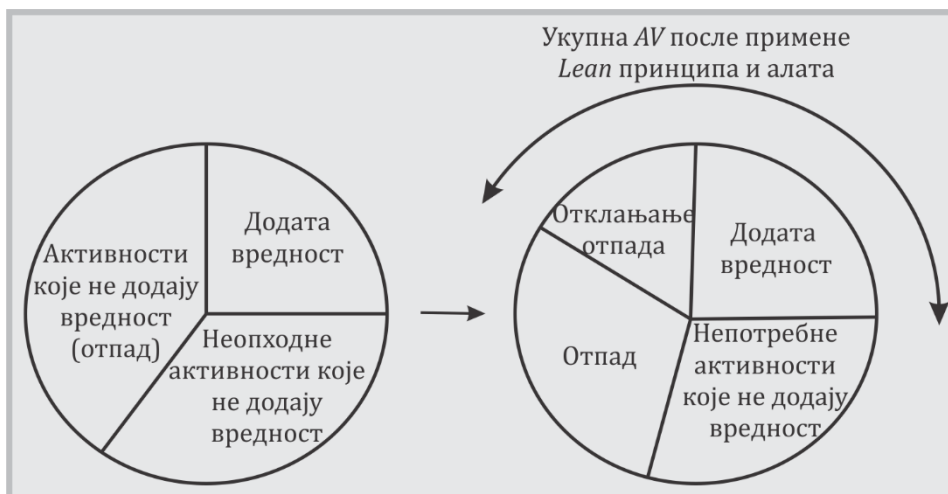 Укупна AV после примене
Lean принципа и алата
Додата
вредност
Активности
које не додају
вредност
(отпад)
Неопходне
активности које
не додају
вредност
Отклањање
отпада
Додата
вредност
Отпад
Непотребне
активности
које не додају
вредност